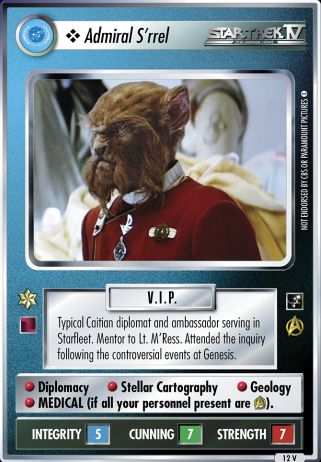 ❖ Admiral S'rrel
STAR TREK IV
THE VOYAGE HOME
NOT ENDORSED BY CBS OR PARAMOUNT PICTURES
V.I.P.
Typical Caitian diplomat and ambassador serving in
Starfleet. Mentor to Lt. M'Ress. Attended the inquiry
following the controversial events at Genesis.
• Diplomacy • Stellar Cartography • Geology
• MEDICAL (if all your personnel present are ).
INTEGRITY 5 CUNNING 7 STRENGTH 7
12 V